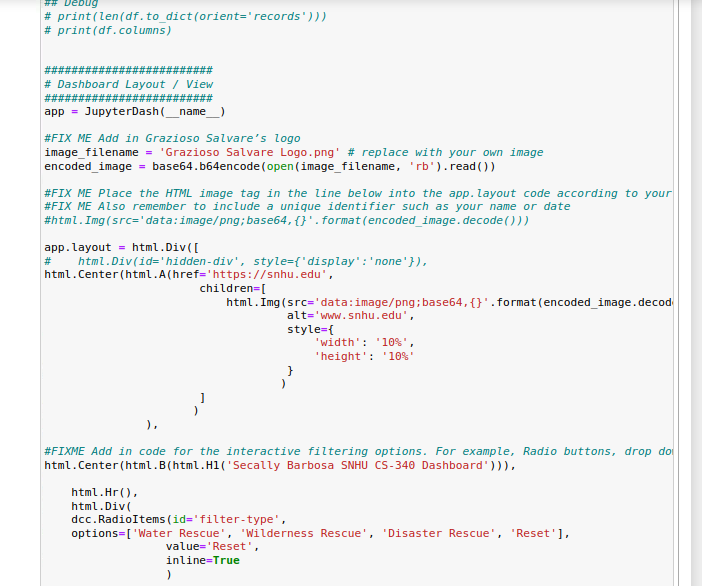 ## Debug
# print(len(df.to_dict(orient='records')))
# print(df.columns)
#########################
# Dashboard Layout / View
#########################
app = JupyterDash(__name__)
#FIX ME Add in Grazioso Salvare’s logo
image_filename = 'Grazioso Salvare Logo.png' # replace with your own image
encoded_image = base64.b64encode(open(image_filename, 'rb').read())
#FIX ME Place the HTML image tag in the line below into the app.layout code according to your
#FIX ME Also remember to include a unique identifier such as your name or date
#html.Img(src='data:image/png;base64,{}'.format(encoded_image.decode()))
app.layout = html.Div([
#    html.Div(id='hidden-div', style={'display':'none'}),
html.Center(html.A(href='https://snhu.edu',
children=[
html.Img(src='data:image/png;base64,{}'.format(encoded_image.decod
alt='www.snhu.edu',
style={
'width': '10%',
'height': '10%'
}
)
]
)
),
#FIXME Add in code for the interactive filtering options. For example, Radio buttons, drop dow
html.Center(html.B(html.H1('Secally Barbosa SNHU CS-340 Dashboard'))),
html.Hr(),
html.Div(
dcc.RadioItems(id='filter-type',
options=['Water Rescue', 'Wilderness Rescue', 'Disaster Rescue', 'Reset'],
value='Reset',
inline=True
)